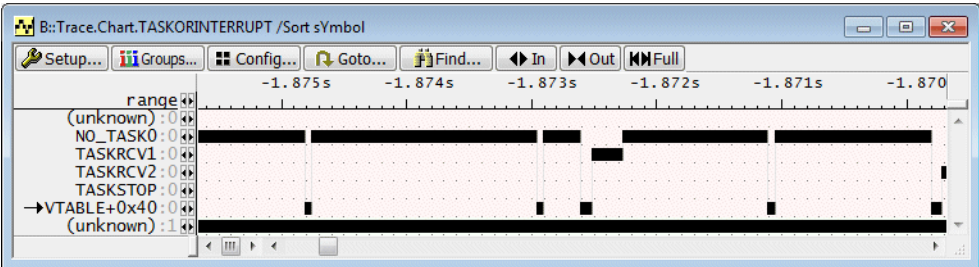 B::Trace.Chart.TASKORINTERRUPT /Sort sYmbol
Setup... Groups... Config... Goto... Find... In Out Full
-1.875s -1.874s -1.873s -1.872s -1.871s -1.870
range
(unknown):0
NO_TASK0:0
TASKRCV1:0
TASKRCV2:0
TASKSTOP:0
→VTABLE+0x40:0
(unknown):1